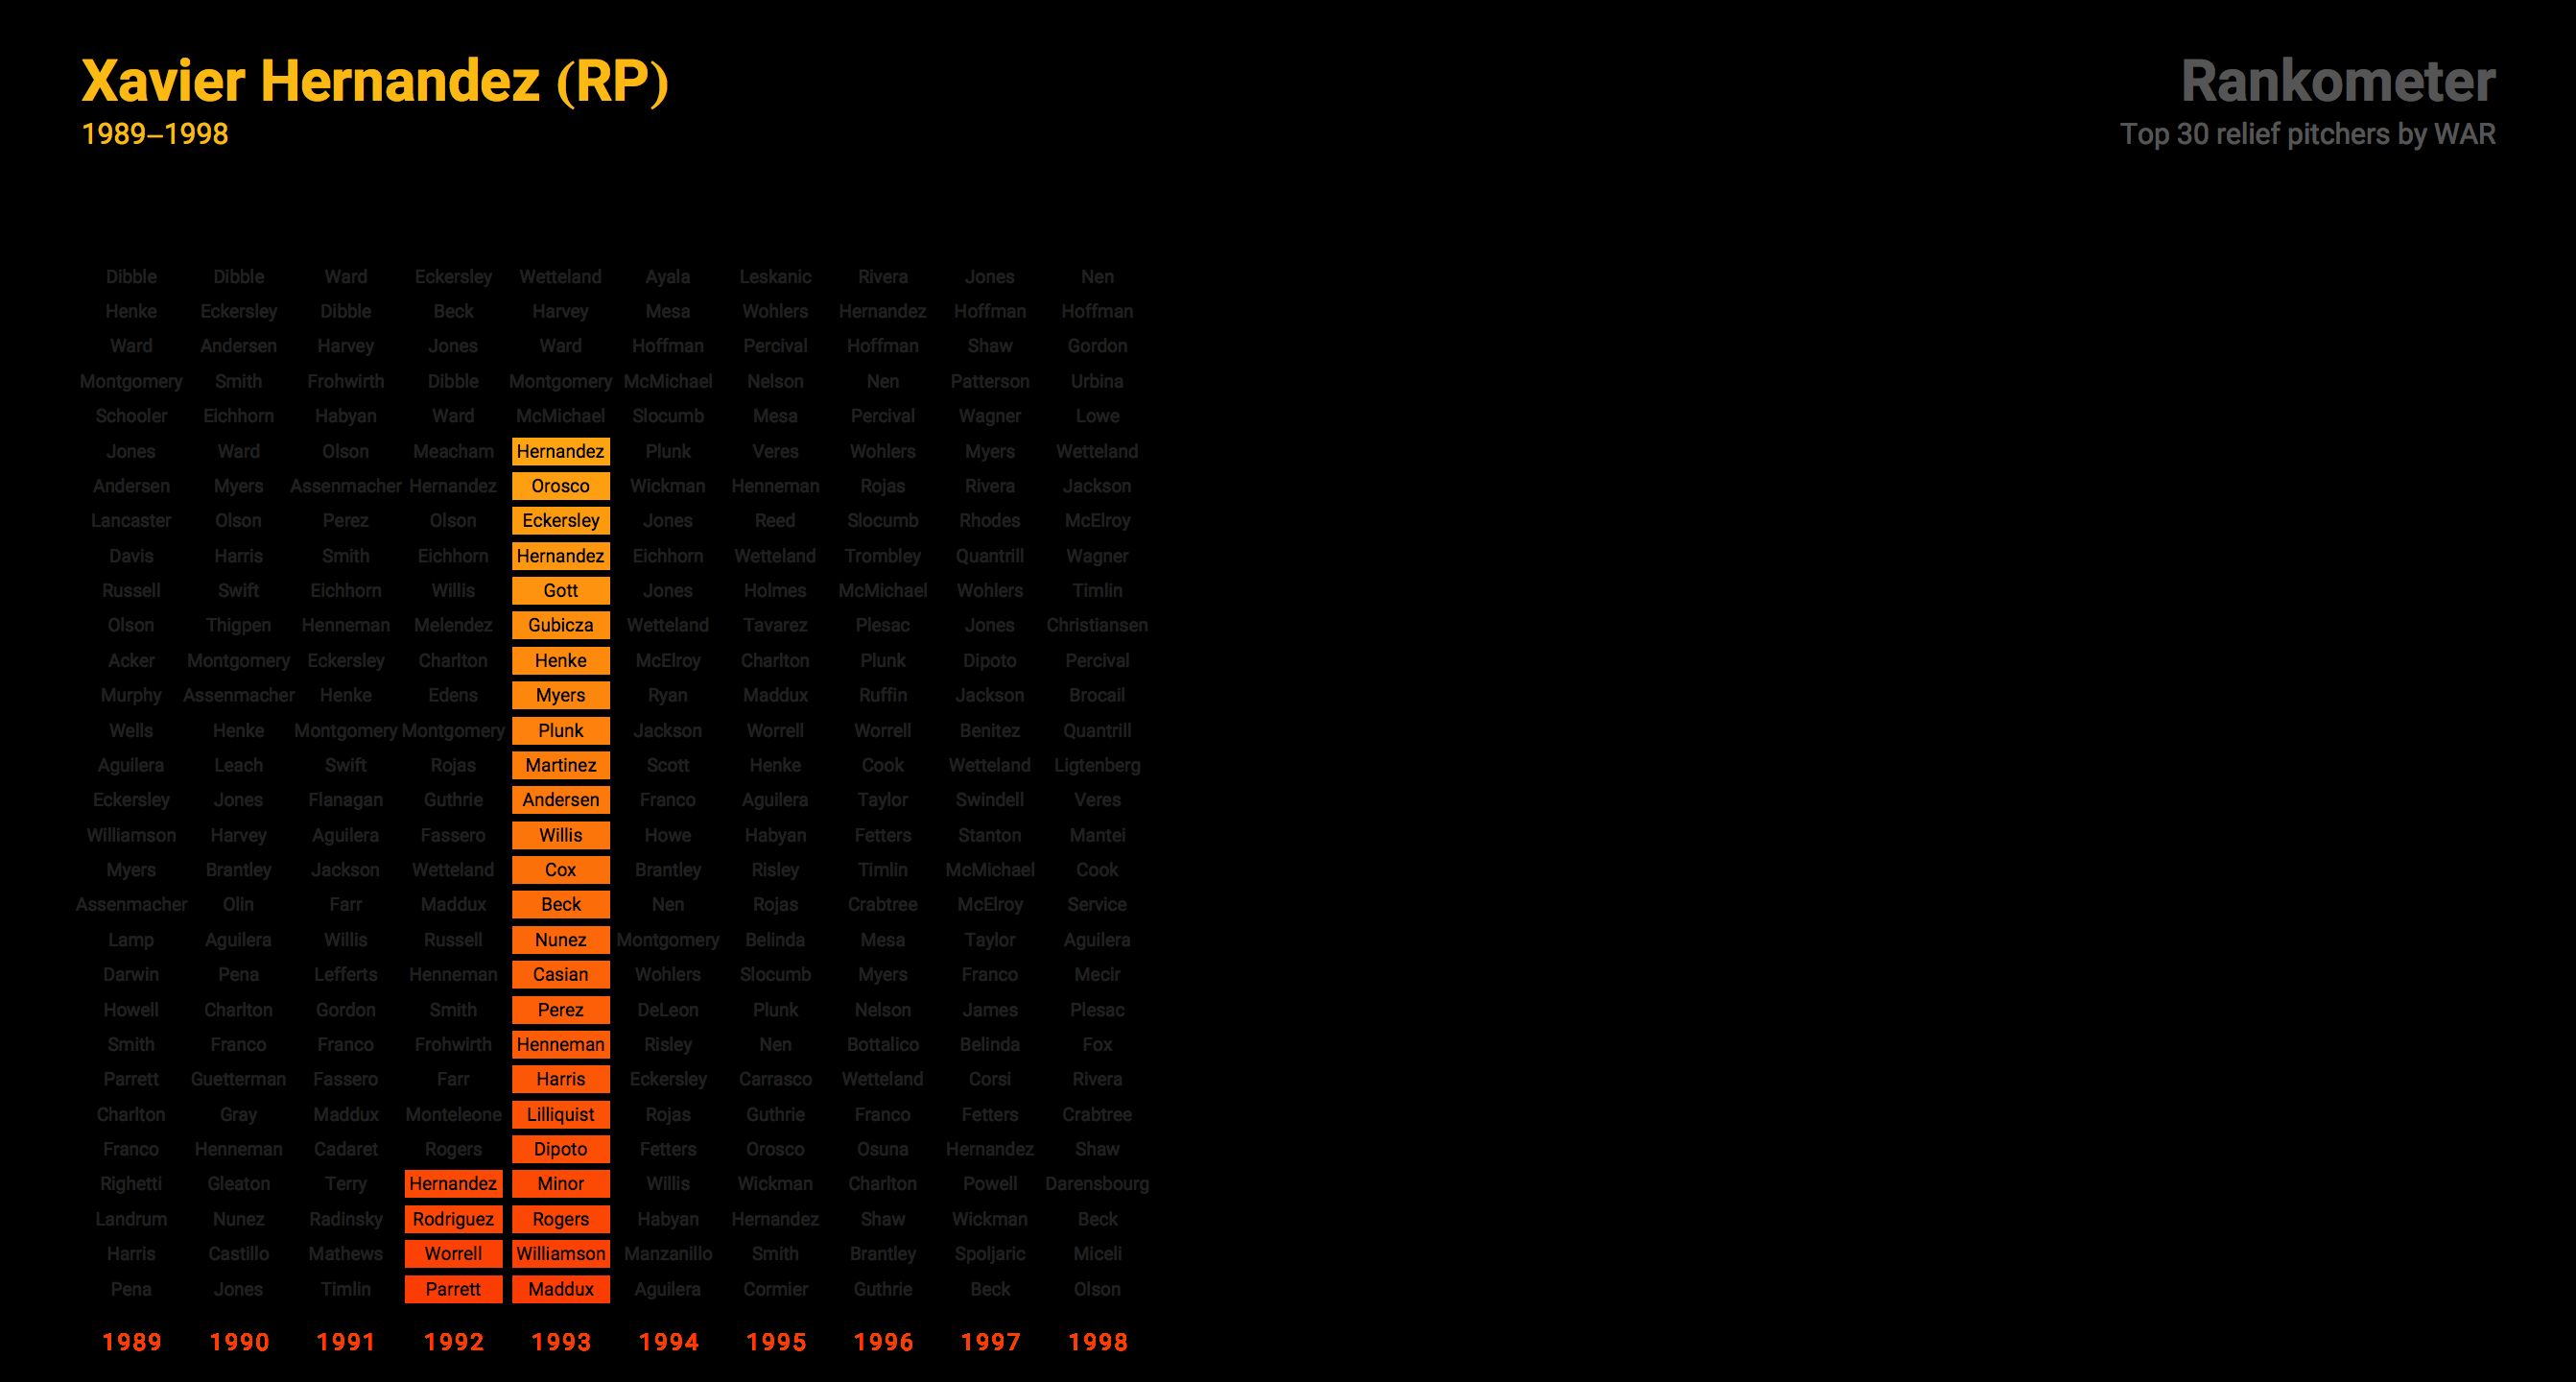 Xavier Hernandez (RP)
1989–1998
Rankometer
Top 30 relief pitchers by WAR
Dibble Dibble Ward Eckersley Wetteland Ayala Leskanic Rivera Jones Nen
Henke Eckersley Dibble Beck Harvey Mesa Wohlers Hernandez Hoffman Hoffman
Ward Andersen Harvey Jones Ward Hoffman Percival Hoffman Shaw Gordon
Montgomery Smith Frohwirth Dibble Montgomery McMichael Nelson Nen Patterson Urbina
Schooler Eichhorn Habyan Ward McMichael Slocumb Mesa Percival Wagner Lowe
Jones Ward Olson Meacham Hernandez Plunk Veres Wohlers Myers Wetteland
Andersen Myers Assenmacher Hernandez Orosco Wickman Henneman Rojas Rivera Jackson
Lancaster Olson Perez Olson Eckersley Jones Reed Slocumb Rhodes McElroy
Davis Harris Smith Eichhorn Hernandez Eichhorn Wetteland Trombley Quantrill Wagner
Russell Swift Eichhorn Willis Gott Jones Holmes McMichael Wohlers Timlin
Olson Thigpen Henneman Melendez Gubicza Wetteland Tavarez Plesac Jones Christiansen
Acker Montgomery Eckersley Charlton Henke McElroy Charlton Plunk Dipoto Percival
Murphy Assenmacher Henke Edens Myers Ryan Maddux Ruffin Jackson Brocail
Wells Henke Montgomery Montgomery Plunk Jackson Worrell Worrell Benitez Quantrill
Aguilera Leach Swift Rojas Martinez Scott Henke Cook Wetteland Ligtenberg
Eckersley Jones Flanagan Guthrie Andersen Franco Aguilera Taylor Swindell Veres
Williamson Harvey Aguilera Fassero Willis Howe Habyan Fetters Stanton Mantei
Myers Brantley Jackson Wetteland Cox Brantley Risley Timlin McMichael Cook
Assenmacher Olin Farr Maddux Beck Nen Rojas Crabtree McElroy Service
Lamp Aguilera Willis Russell Nunez Montgomery Belinda Mesa Taylor Aguilera
Darwin Pena Lefferts Henneman Casian Wohlers Slocumb Myers Franco Mecir
Howell Charlton Gordon Smith Perez DeLeon Plunk Nelson James Plesac
Smith Franco Franco Frohwirth Henneman Risley Nen Bottalico Belinda Fox
Parrett Guetterman Fassero Farr Harris Eckersley Carrasco Wetteland Corsi Rivera
Charlton Gray Maddux Monteleone Lilliquist Rojas Guthrie Franco Fetters Crabtree
Franco Henneman Cadaret Rogers Dipoto Fetters Orosco Osuna Hernandez Shaw
Righetti Gleaton Terry Hernandez Minor Willis Wickman Charlton Powell Darensbourg
Landrum Nunez Radinsky Rodriguez Rogers Habyan Hernandez Shaw Wickman Beck
Harris Castillo Mathews Worrell Williamson Manzanillo Smith Brantley Spoljaric Miceli
Pena Jones Timlin Parrett Maddux Aguilera Cormier Guthrie Beck Olson
1989 1990 1991 1992 1993 1994 1995 1996 1997 1998